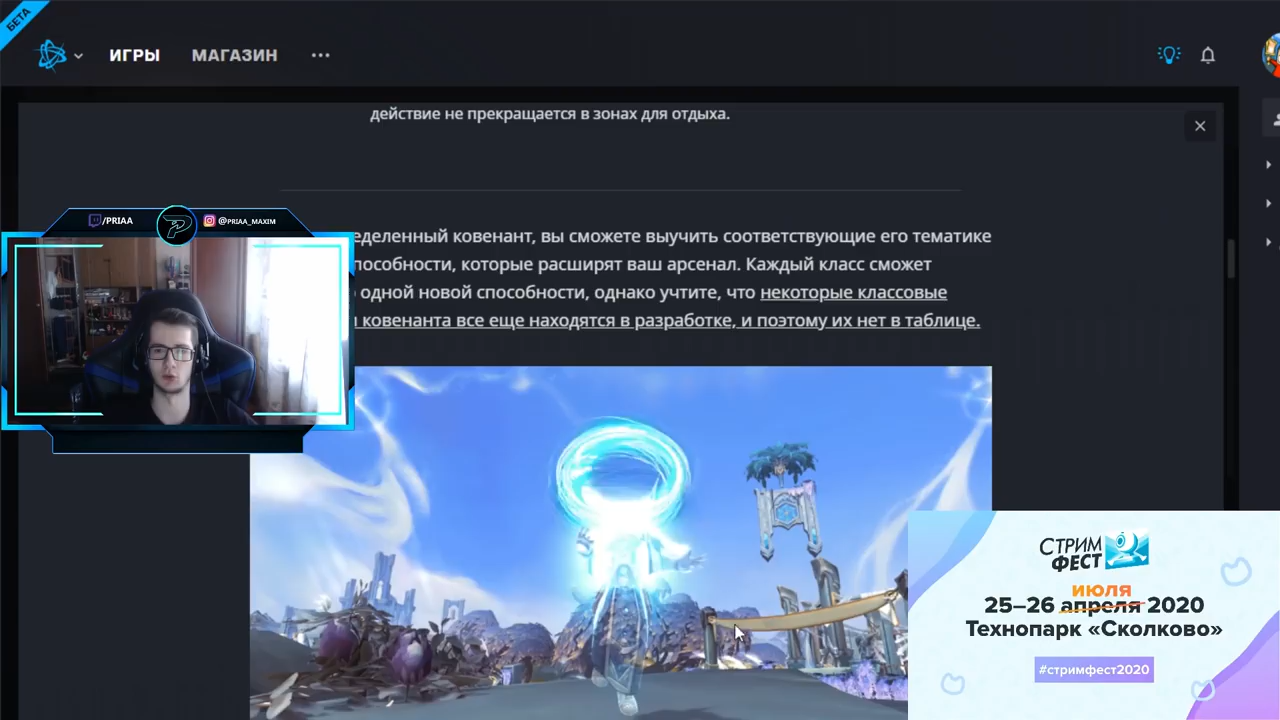 БЕТА
ИГРЫ
МАГАЗИН
действие не прекращается в зонах для отдыха.
/PRIAA
@PRIAA_MAXIM
еделенный ковенант, вы сможете выучить соответствующие его тематике
пособности, которые расширят ваш арсенал. Каждый класс сможет
одной новой способности, однако учтите, что некоторые классовые
и ковенанта все еще находятся в разработке, и поэтому их нет в таблице.
СТРИМ
ФЕСТ
ИЮЛЯ
25–26 апреля 2020
Технопарк «Сколково»
#стримфест2020